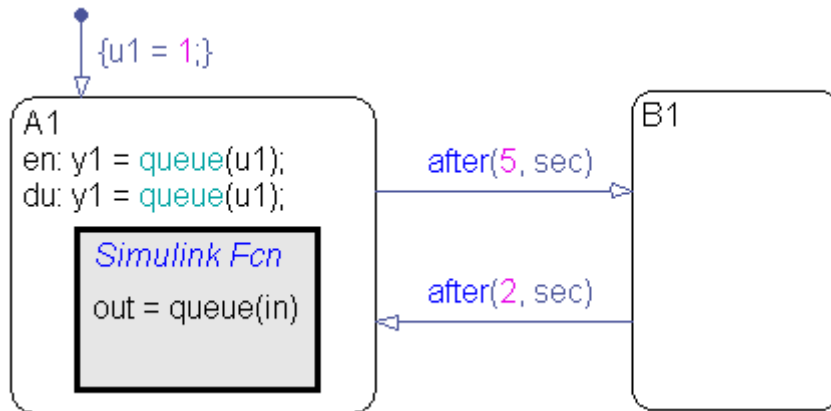 {u1 = 1;}
A1
en: y1 = queue(u1);
du: y1 = queue(u1);
Simulink Fcn
out = queue(in)
after(5, sec)
after(2, sec)
B1